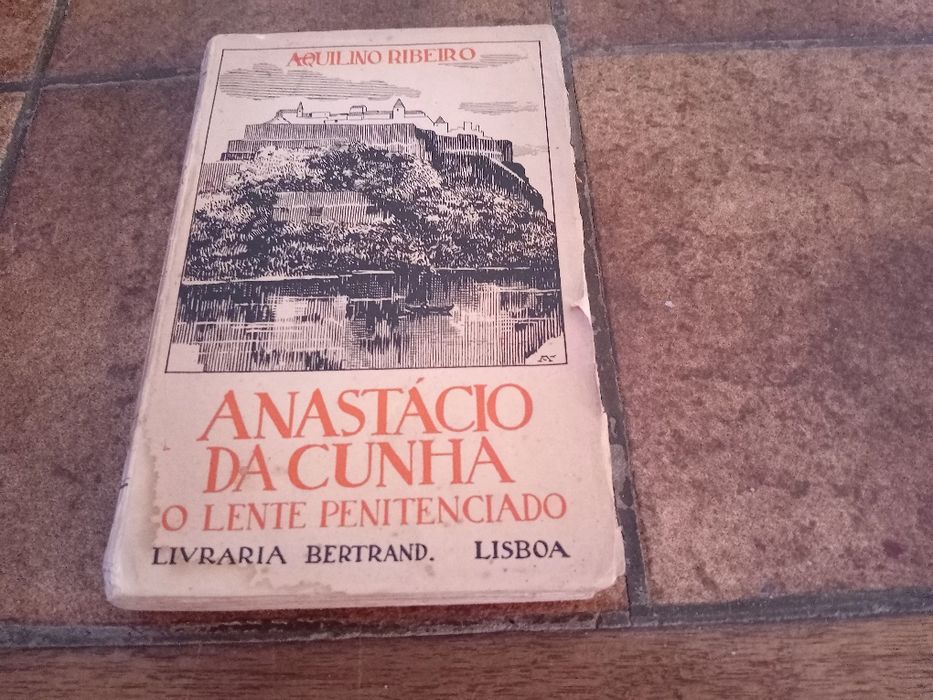 AQUILINO RIBEIRO
ANASTÁCIO
DA CUNHA
O LENTE PENITENCIADO
LIVRARIA BERTRAND. LISBOA